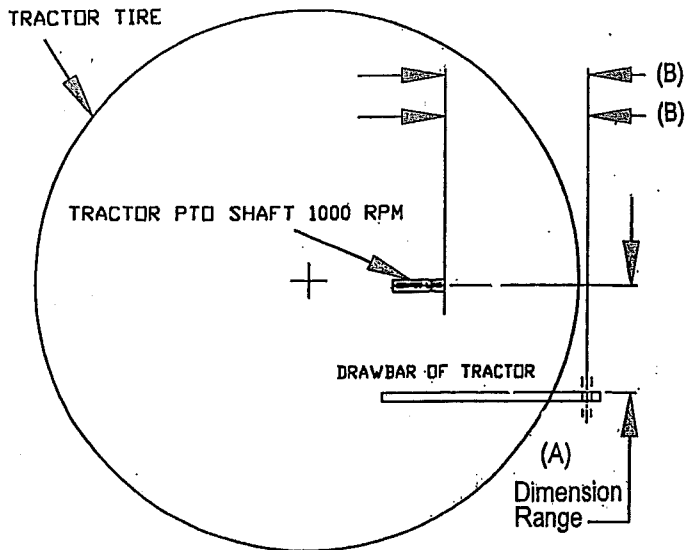 TRACTOR TIRE
(B)
(B)
TRACTOR PTO SHAFT 1000 RPM
DRAWBAR OF TRACTOR
(A)
Dimension
Range